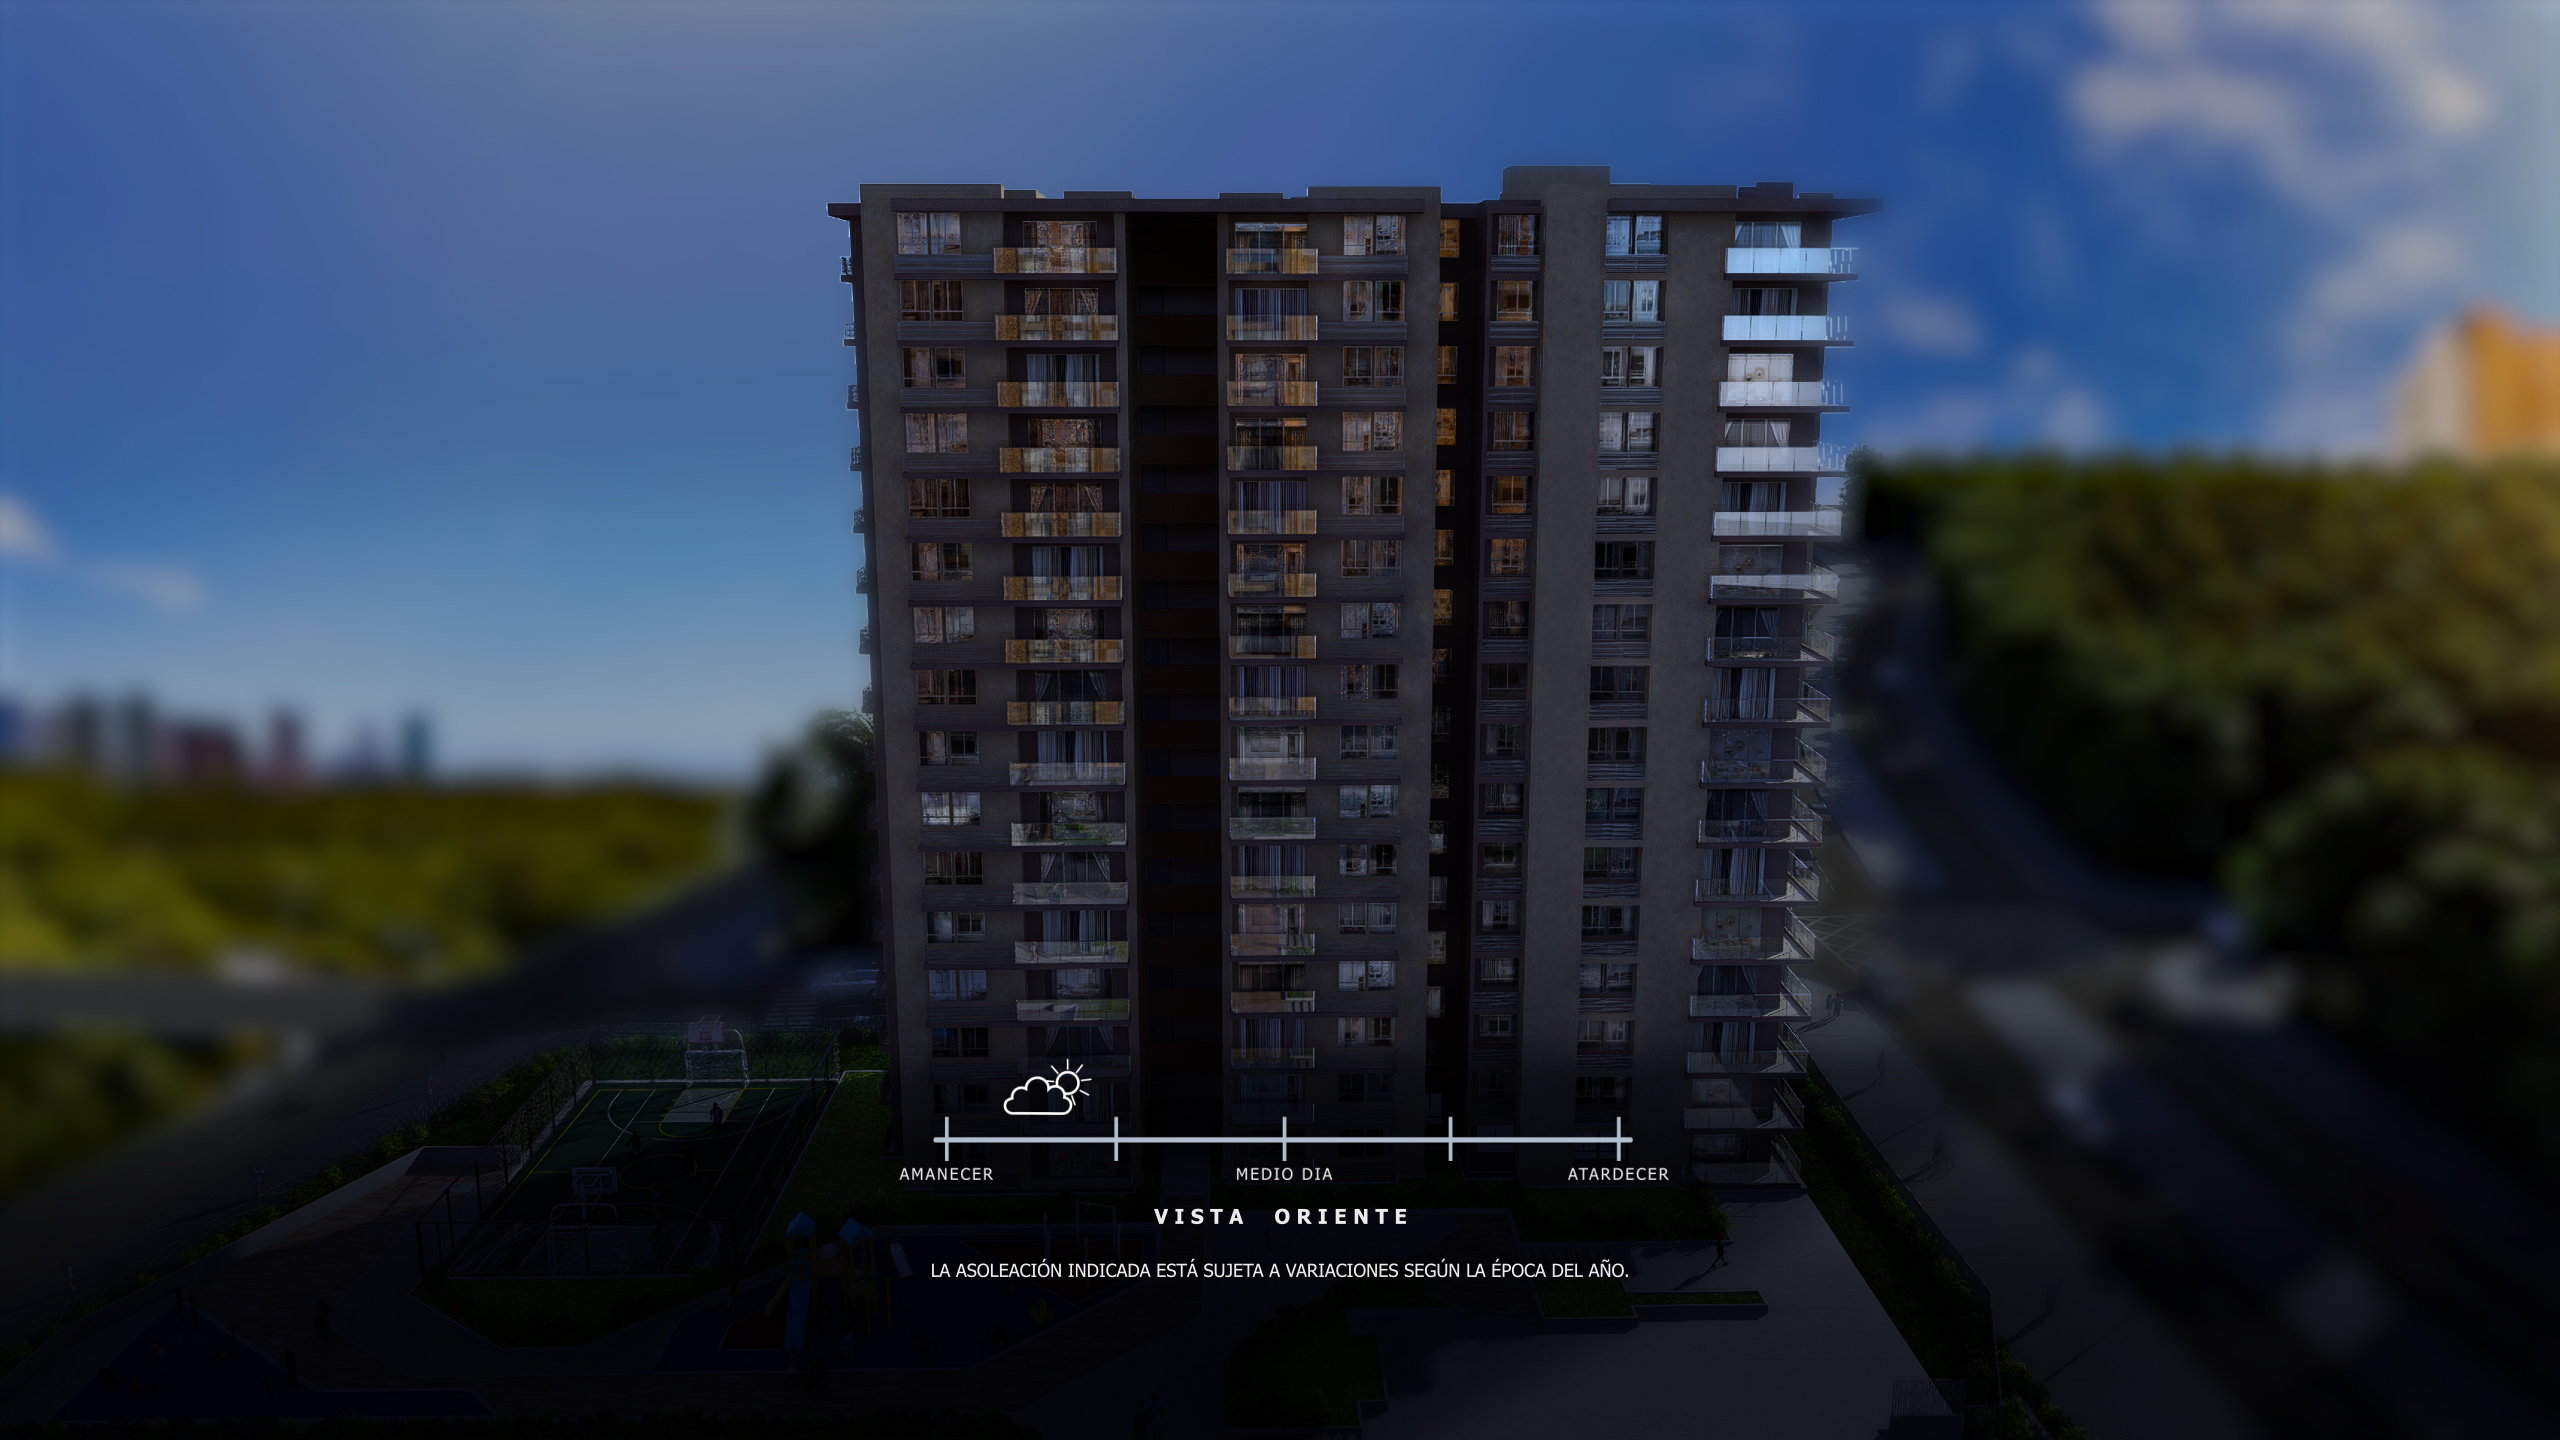 AMANECER MEDIO DIA ATARDECER
VISTA ORIENTE
LA ASOLEACIÓN INDICADA ESTÁ SUJETA A VARIACIONES SEGÚN LA ÉPOCA DEL AÑO.